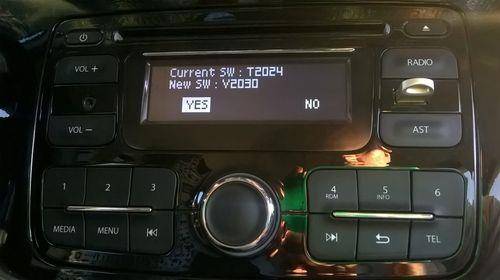 VOL +
VOL −
Current SW : T2024
New SW : V2030
YES NO
RADIO
AST
1 2 3
MEDIA MENU
4 5 6
RDM INFO
TEL